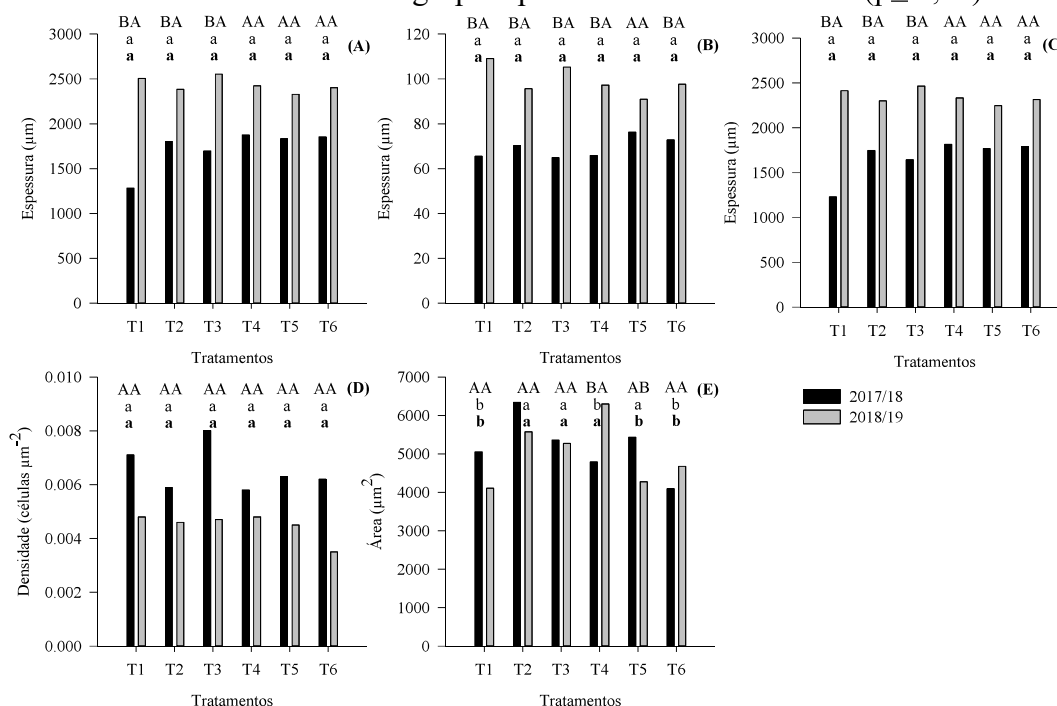 BA BA BA AA AA AA
a a a a a a (A)
a a a a a a
3000
2500
2000
1500
1000
500
0
Espessura (µm)
T1 T2 T3 T4 T5 T6
Tratamentos
BA BA BA BA AA BA
a a a a a a (B)
a a a a a a
120
100
80
60
40
20
0
Espessura (µm)
T1 T2 T3 T4 T5 T6
Tratamentos
BA BA BA AA AA AA
a a a a a a (C
a a a a a a
3000
2500
2000
1500
1000
500
0
Espessura (µm)
T1 T2 T3 T4 T5 T6
Tratamentos
2017/18
2018/19
AA AA AA AA AA AA (D)
a a a a a a
a a a a a a
0.010
0.008
0.006
0.004
0.002
0.000
Densidade (células µm⁻²)
T1 T2 T3 T4 T5 T6
Tratamentos
AA AA AA BA AB AA (E)
b a a b a b
b a a a b b
7000
6000
5000
4000
3000
2000
1000
0
Área (µm²)
T1 T2 T3 T4 T5 T6
Tratamentos